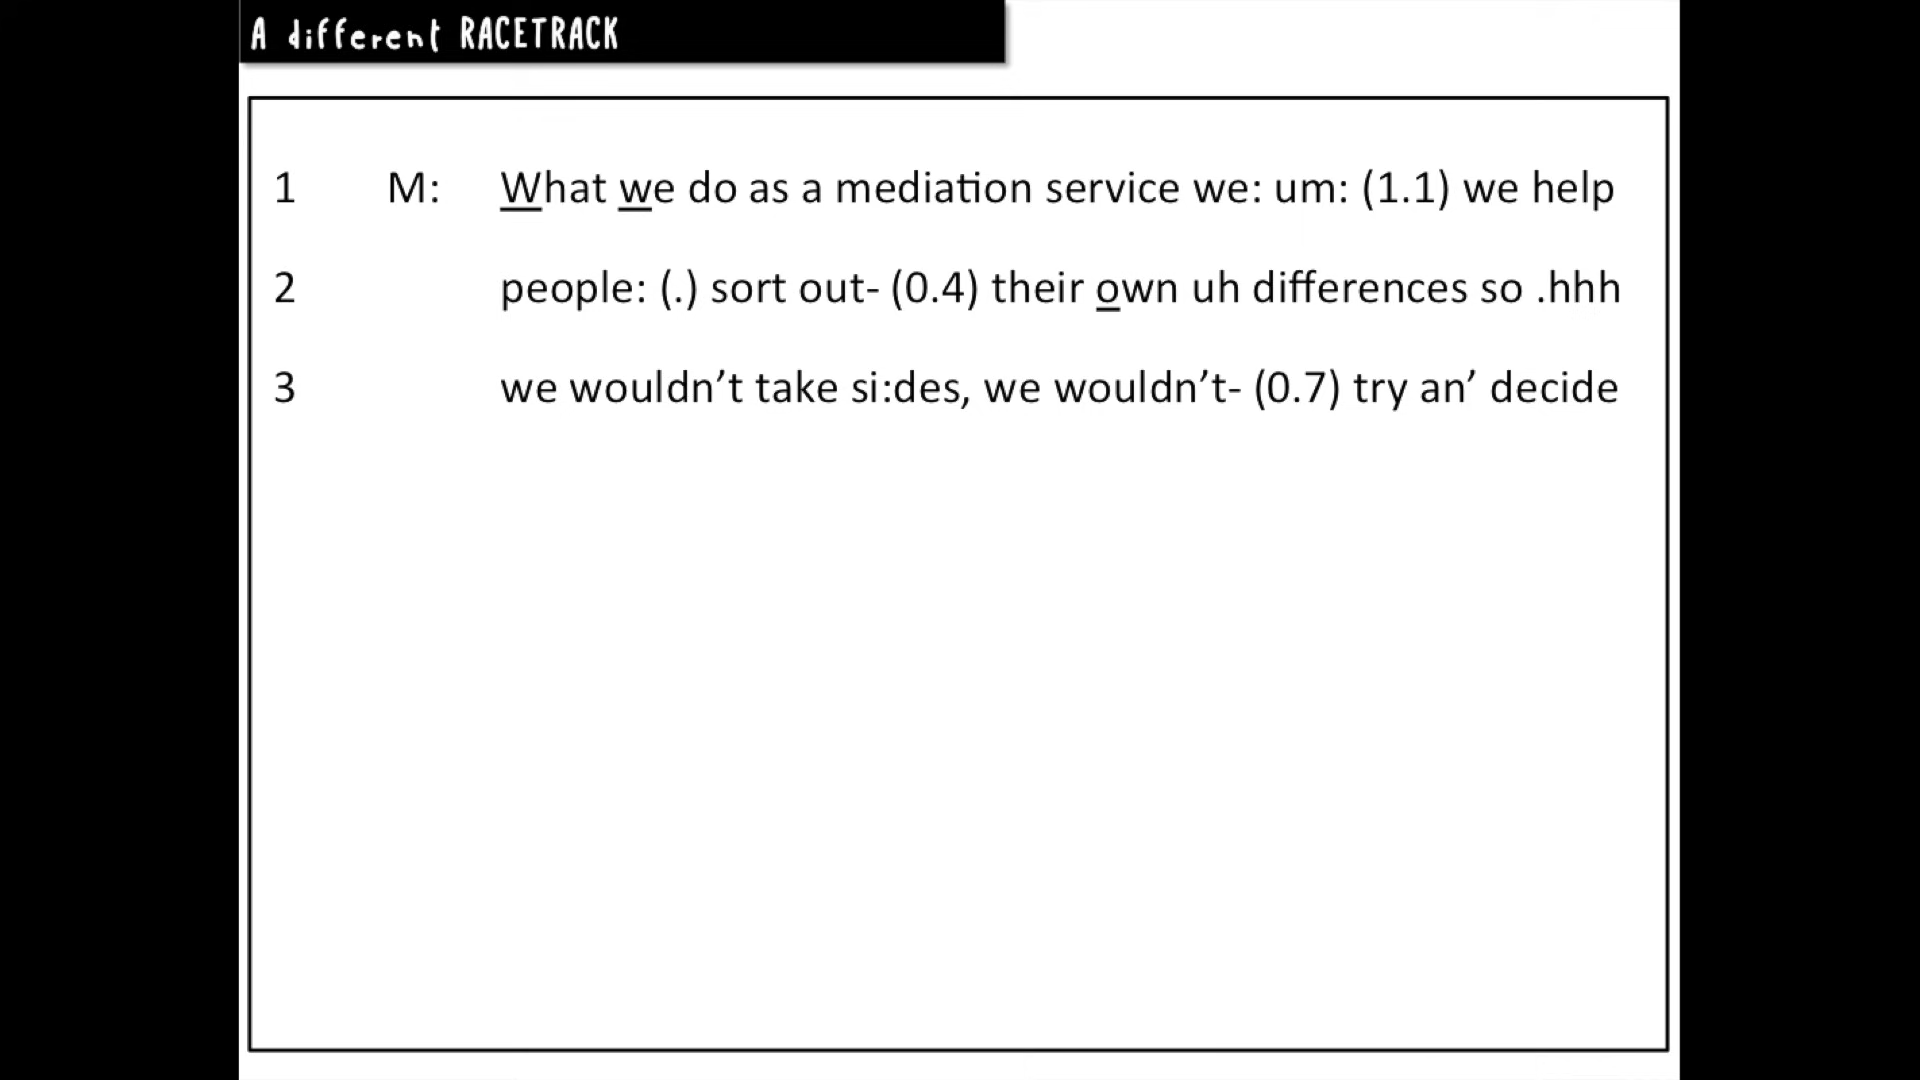 A different RACETRACK
1 M: What we do as a mediation service we: um: (1.1) we help
2 people: (.) sort out- (0.4) their own uh differences so .hhh
3 we wouldn’t take si:des, we wouldn’t- (0.7) try an’ decide